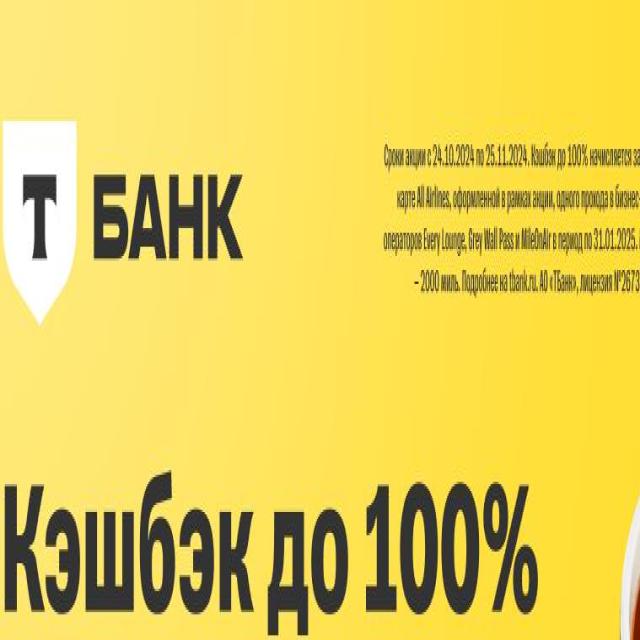 Т БАНК
Сроки акции с 24.10.2024 по 25.11.2024. Кэшбэк до 100% начисляется за
карте All Airlines, оформленной в рамках акции, одного прохода в бизнес-
операторов Every Lounge, Grey Wall Pass и MileOnAir в период по 31.01.2025.
– 2000 миль. Подробнее на tbank.ru. АО «ТБанк», лицензия №2673
Кэшбэк до 100%